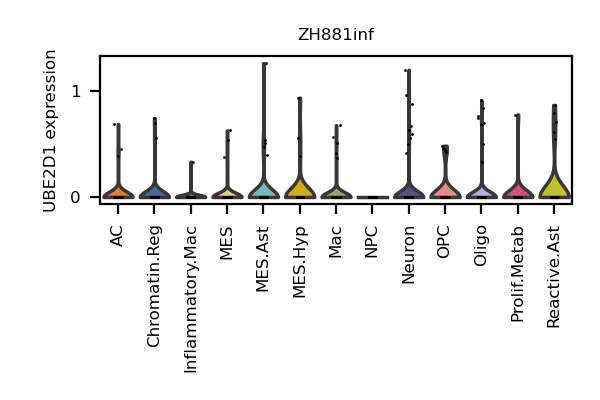 ZH881inf
UBE2D1 expression
1
0
AC
Chromatin.Reg
Inflammatory.Mac
MES
MES.Ast
MES.Hyp
Mac
NPC
Neuron
OPC
Oligo
Prolif.Metab
Reactive.Ast